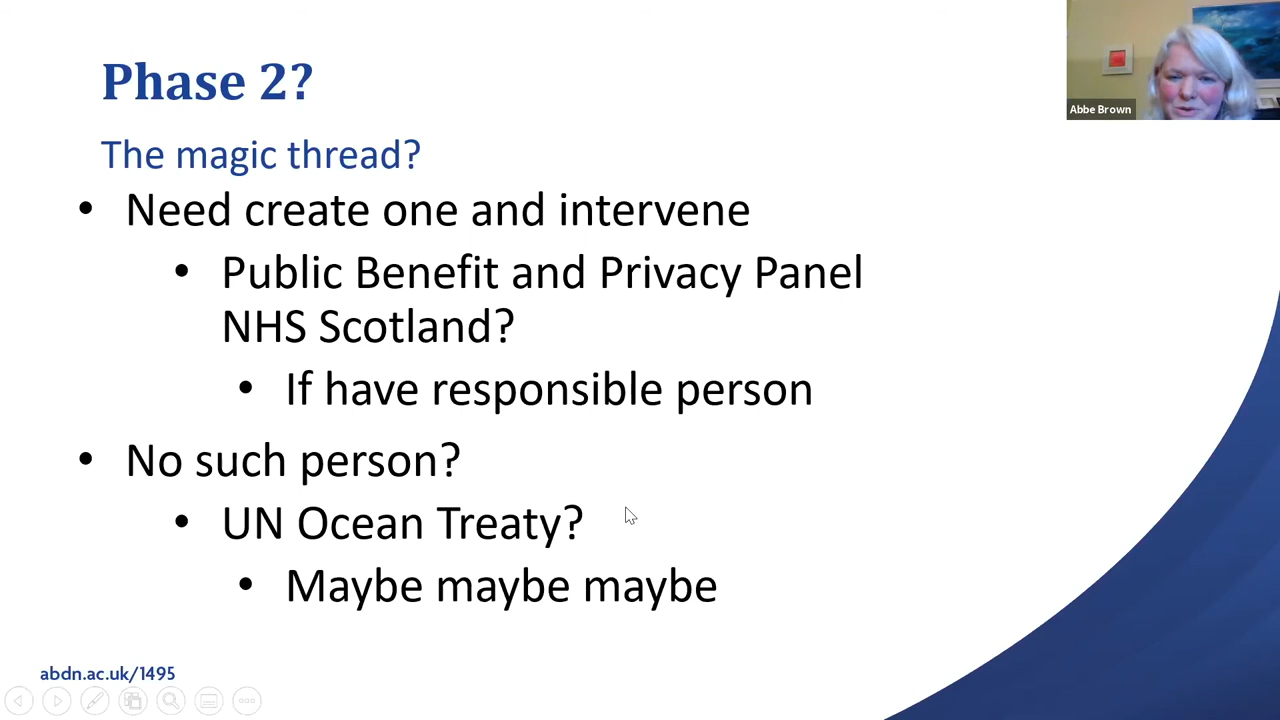 Phase 2?
Abbe Brown
The magic thread?
• Need create one and intervene
• Public Benefit and Privacy Panel
NHS Scotland?
• If have responsible person
• No such person?
• UN Ocean Treaty?
• Maybe maybe maybe
abdn.ac.uk/1495